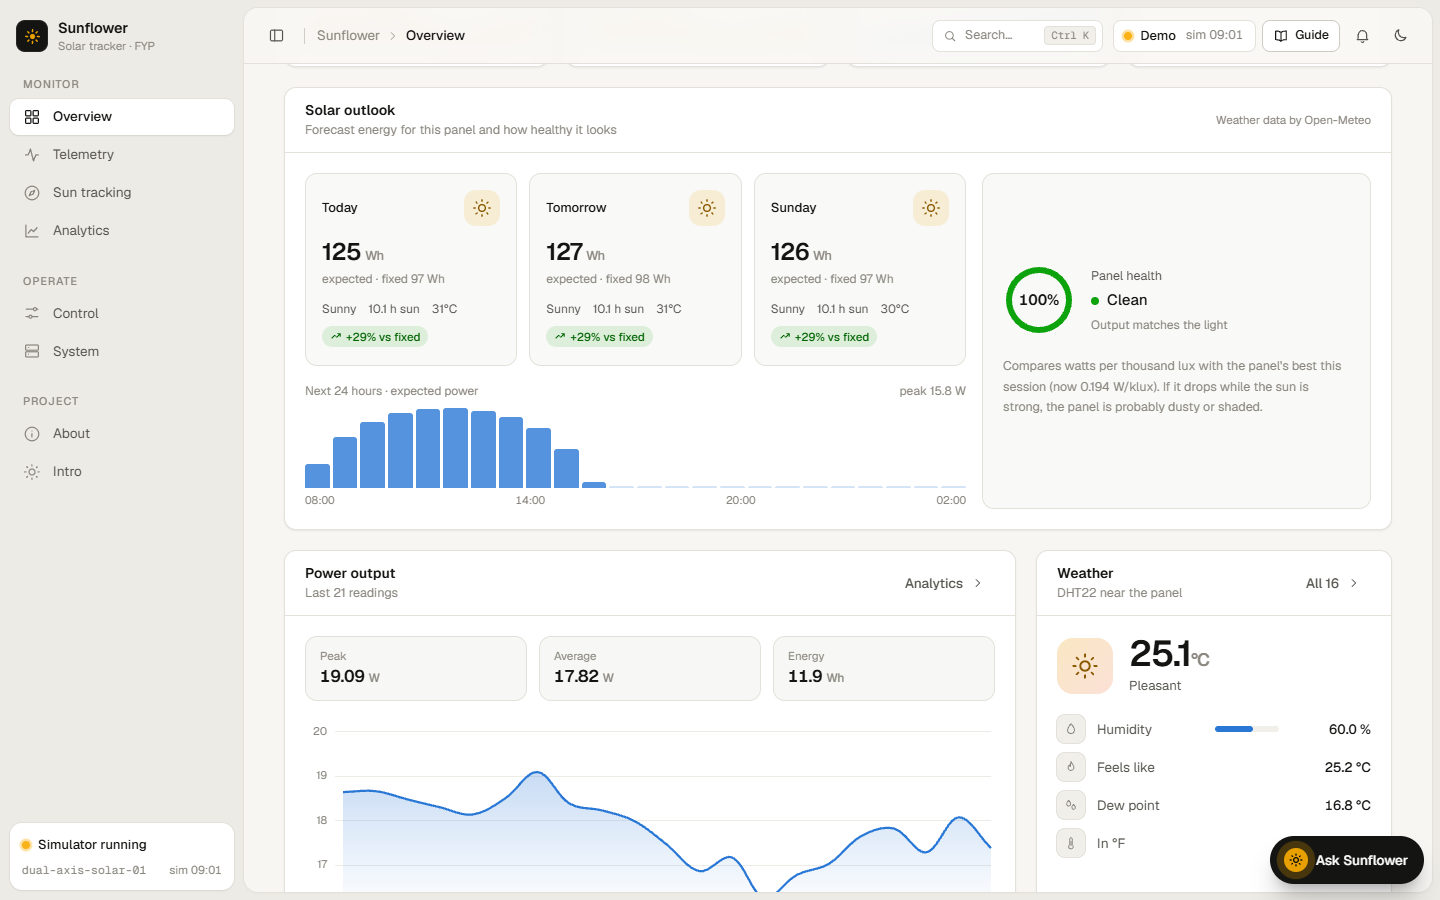 Sunflower
Solar tracker · FYP
MONITOR
Overview
Telemetry
Sun tracking
Analytics
OPERATE
Control
System
PROJECT
About
Intro
Simulator running
dual-axis-solar-01 sim 09:01
Sunflower > Overview
Search... Ctrl K
Demo sim 09:01
Guide
Solar outlook
Forecast energy for this panel and how healthy it looks
Weather data by Open-Meteo
Today
125 Wh
expected · fixed 97 Wh
Sunny 10.1 h sun 31°C
+29% vs fixed
Tomorrow
127 Wh
expected · fixed 98 Wh
Sunny 10.1 h sun 31°C
+29% vs fixed
Sunday
126 Wh
expected · fixed 97 Wh
Sunny 10.1 h sun 30°C
+29% vs fixed
Next 24 hours · expected power
peak 15.8 W
08:00 14:00 20:00 02:00
100%
Panel health
Clean
Output matches the light
Compares watts per thousand lux with the panel's best this
session (now 0.194 W/klux). If it drops while the sun is
strong, the panel is probably dusty or shaded.
Power output
Last 21 readings
Analytics
Peak
19.09 W
Average
17.82 W
Energy
11.9 Wh
20
19
18
17
Weather
DHT22 near the panel
All 16
25.1°C
Pleasant
Humidity 60.0 %
Feels like 25.2 °C
Dew point 16.8 °C
In °F
Ask Sunflower